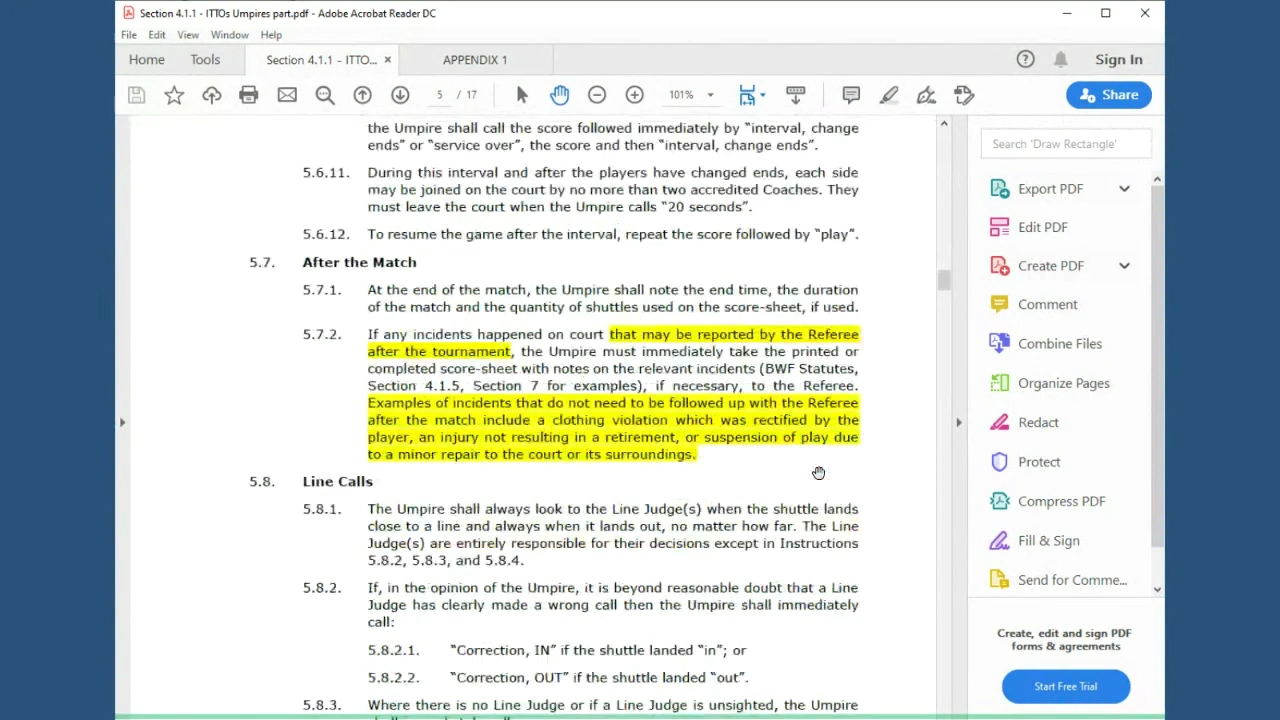 Section 4.1.1 - ITTOs Umpires part.pdf - Adobe Acrobat Reader DC
File Edit View Window Help
Home Tools Section 4.1.1 - ITTO... × APPENDIX 1 Sign In
5 / 17 101% Share
the Umpire shall call the score followed immediately by "interval, change
ends" or "service over", the score and then "interval, change ends".
5.6.11. During this interval and after the players have changed ends, each side
may be joined on the court by no more than two accredited Coaches. They
must leave the court when the Umpire calls "20 seconds".
5.6.12. To resume the game after the interval, repeat the score followed by "play".
5.7. After the Match
5.7.1. At the end of the match, the Umpire shall note the end time, the duration
of the match and the quantity of shuttles used on the score-sheet, if used.
5.7.2. If any incidents happened on court that may be reported by the Referee
after the tournament, the Umpire must immediately take the printed or
completed score-sheet with notes on the relevant incidents (BWF Statutes,
Section 4.1.5, Section 7 for examples), if necessary, to the Referee.
Examples of incidents that do not need to be followed up with the Referee
after the match include a clothing violation which was rectified by the
player, an injury not resulting in a retirement, or suspension of play due
to a minor repair to the court or its surroundings.
5.8. Line Calls
5.8.1. The Umpire shall always look to the Line Judge(s) when the shuttle lands
close to a line and always when it lands out, no matter how far. The Line
Judge(s) are entirely responsible for their decisions except in Instructions
5.8.2, 5.8.3, and 5.8.4.
5.8.2. If, in the opinion of the Umpire, it is beyond reasonable doubt that a Line
Judge has clearly made a wrong call then the Umpire shall immediately
call:
5.8.2.1. "Correction, IN" if the shuttle landed "in"; or
5.8.2.2. "Correction, OUT" if the shuttle landed "out".
5.8.3. Where there is no Line Judge or if a Line Judge is unsighted, the Umpire
Search 'Draw Rectangle'
Export PDF
Edit PDF
Create PDF
Comment
Combine Files
Organize Pages
Redact
Protect
Compress PDF
Fill & Sign
Send for Comme...
Create, edit and sign PDF
forms & agreements
Start Free Trial